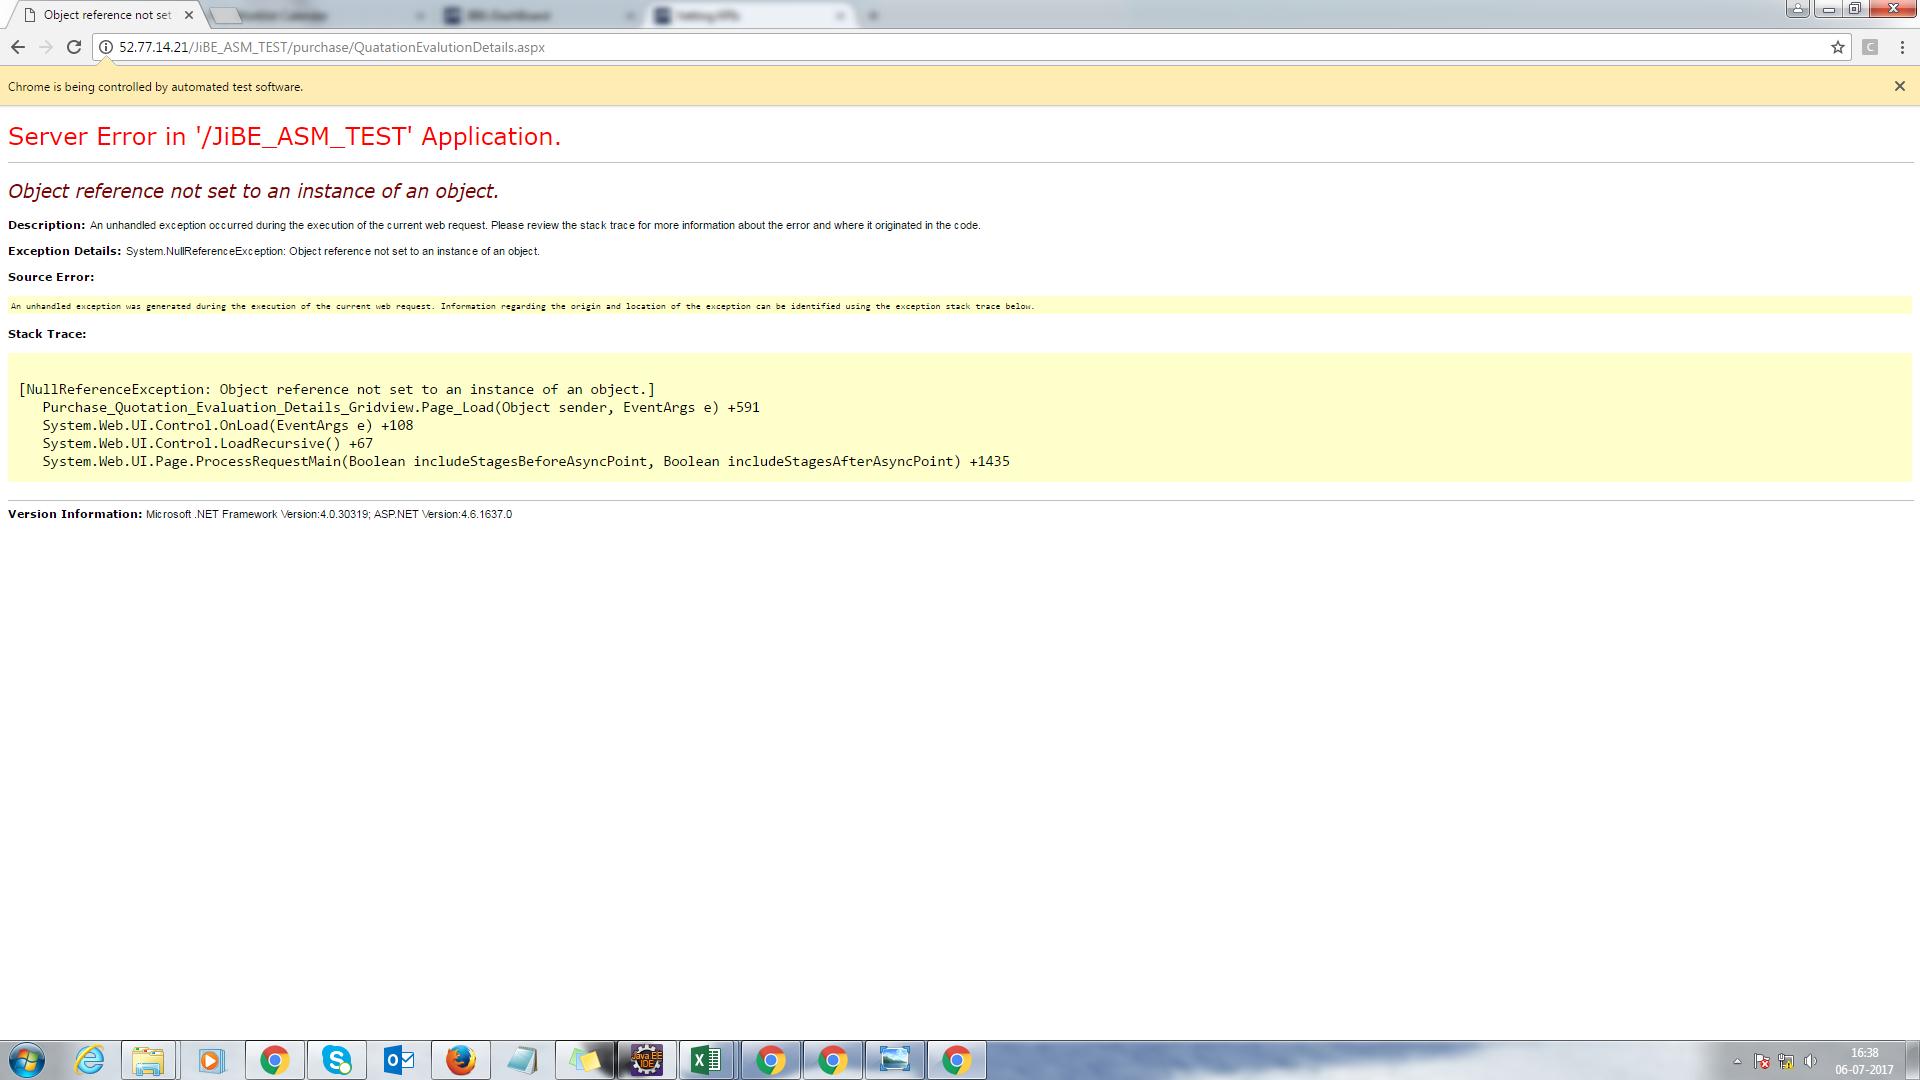 Object reference not set
52.77.14.21/JiBE_ASM_TEST/purchase/QuatationEvalutionDetails.aspx
C
Chrome is being controlled by automated test software.
Server Error in '/JiBE_ASM_TEST' Application.
Object reference not set to an instance of an object.
Description: An unhandled exception occurred during the execution of the current web request. Please review the stack trace for more information about the error and where it originated in the code.
Exception Details: System.NullReferenceException: Object reference not set to an instance of an object.
Source Error:
An unhandled exception was generated during the execution of the current web request. Information regarding the origin and location of the exception can be identified using the exception stack trace below.
Stack Trace:
[NullReferenceException: Object reference not set to an instance of an object.]
Purchase_Quotation_Evaluation_Details_Gridview.Page_Load(Object sender, EventArgs e) +591
System.Web.UI.Control.OnLoad(EventArgs e) +108
System.Web.UI.Control.LoadRecursive() +67
System.Web.UI.Page.ProcessRequestMain(Boolean includeStagesBeforeAsyncPoint, Boolean includeStagesAfterAsyncPoint) +1435
Version Information: Microsoft .NET Framework Version:4.0.30319; ASP.NET Version:4.6.1637.0
Java EE
IDE
16:38
06-07-2017